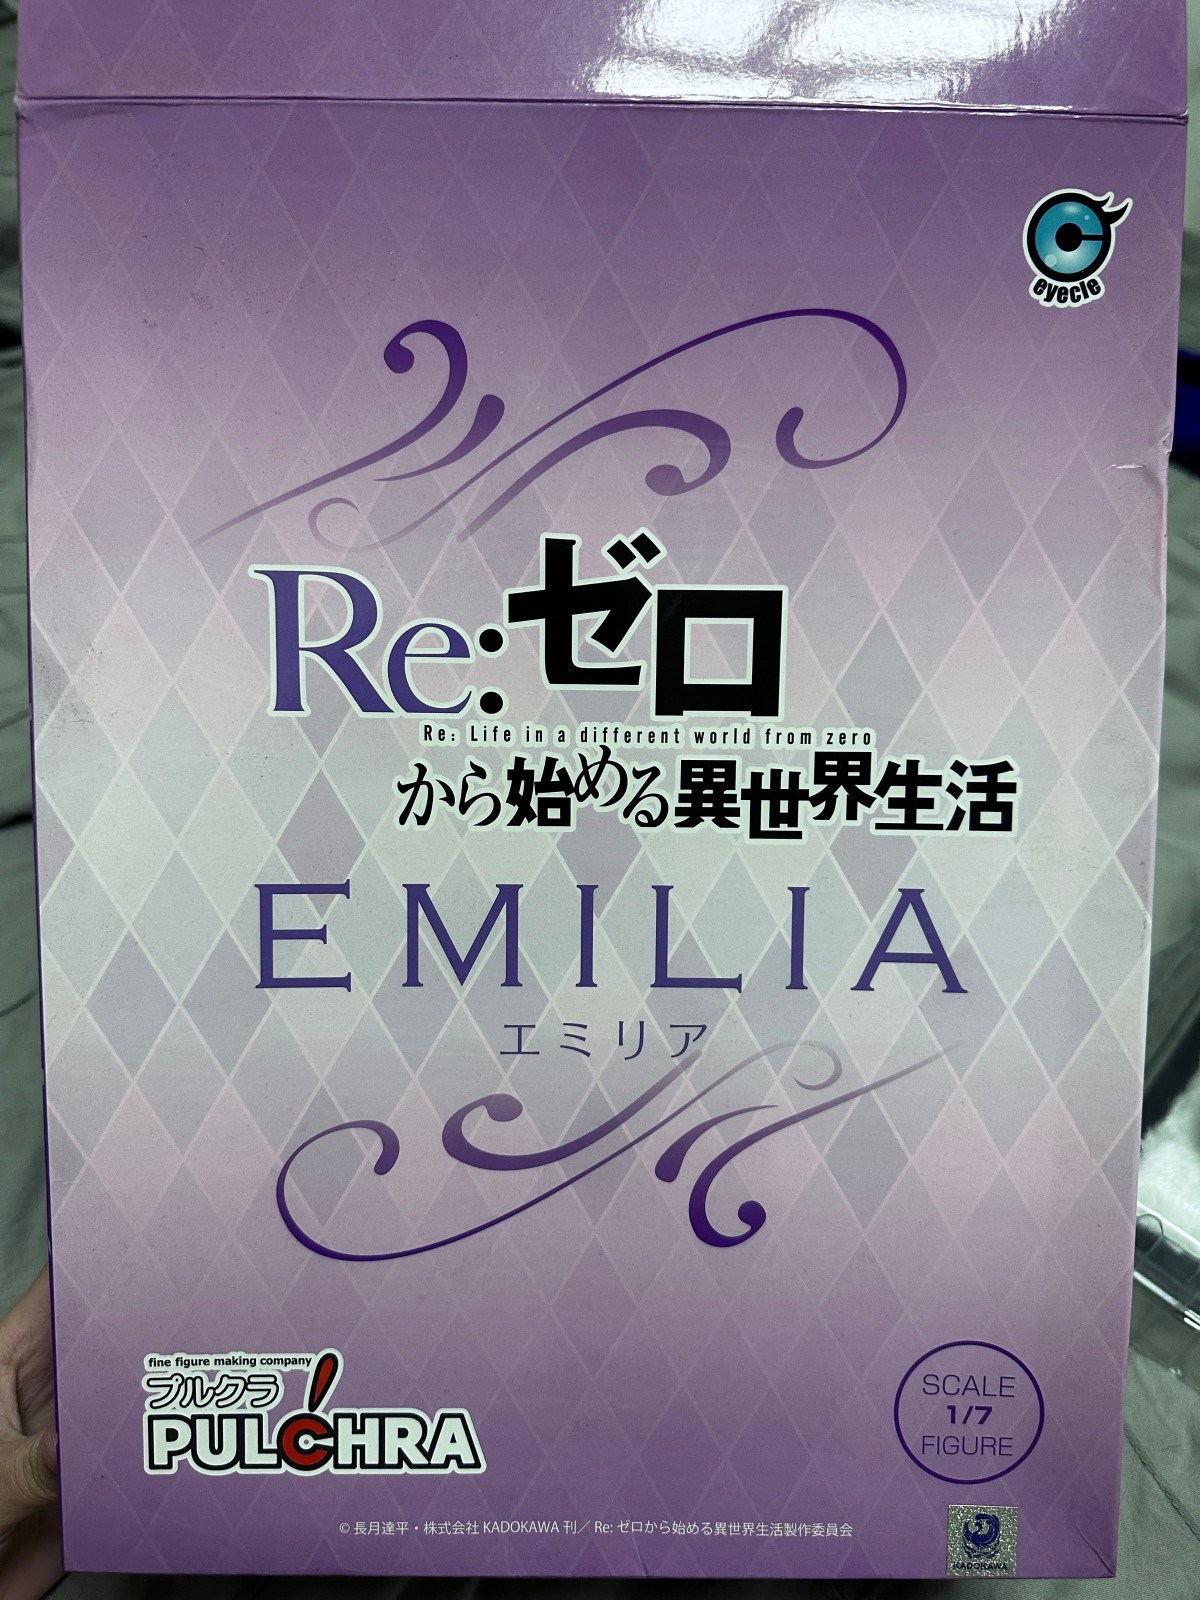 eyecle
Re:ゼロ
Re: Life in a different world from zero
から始める異世界生活
EMILIA
エミリア
fine figure making company
プルクラ
PULCHRA
SCALE
1/7
FIGURE
© 長月達平・株式会社 KADOKAWA 刊／ Re: ゼロから始める異世界生活製作委員会
KADOKAWA